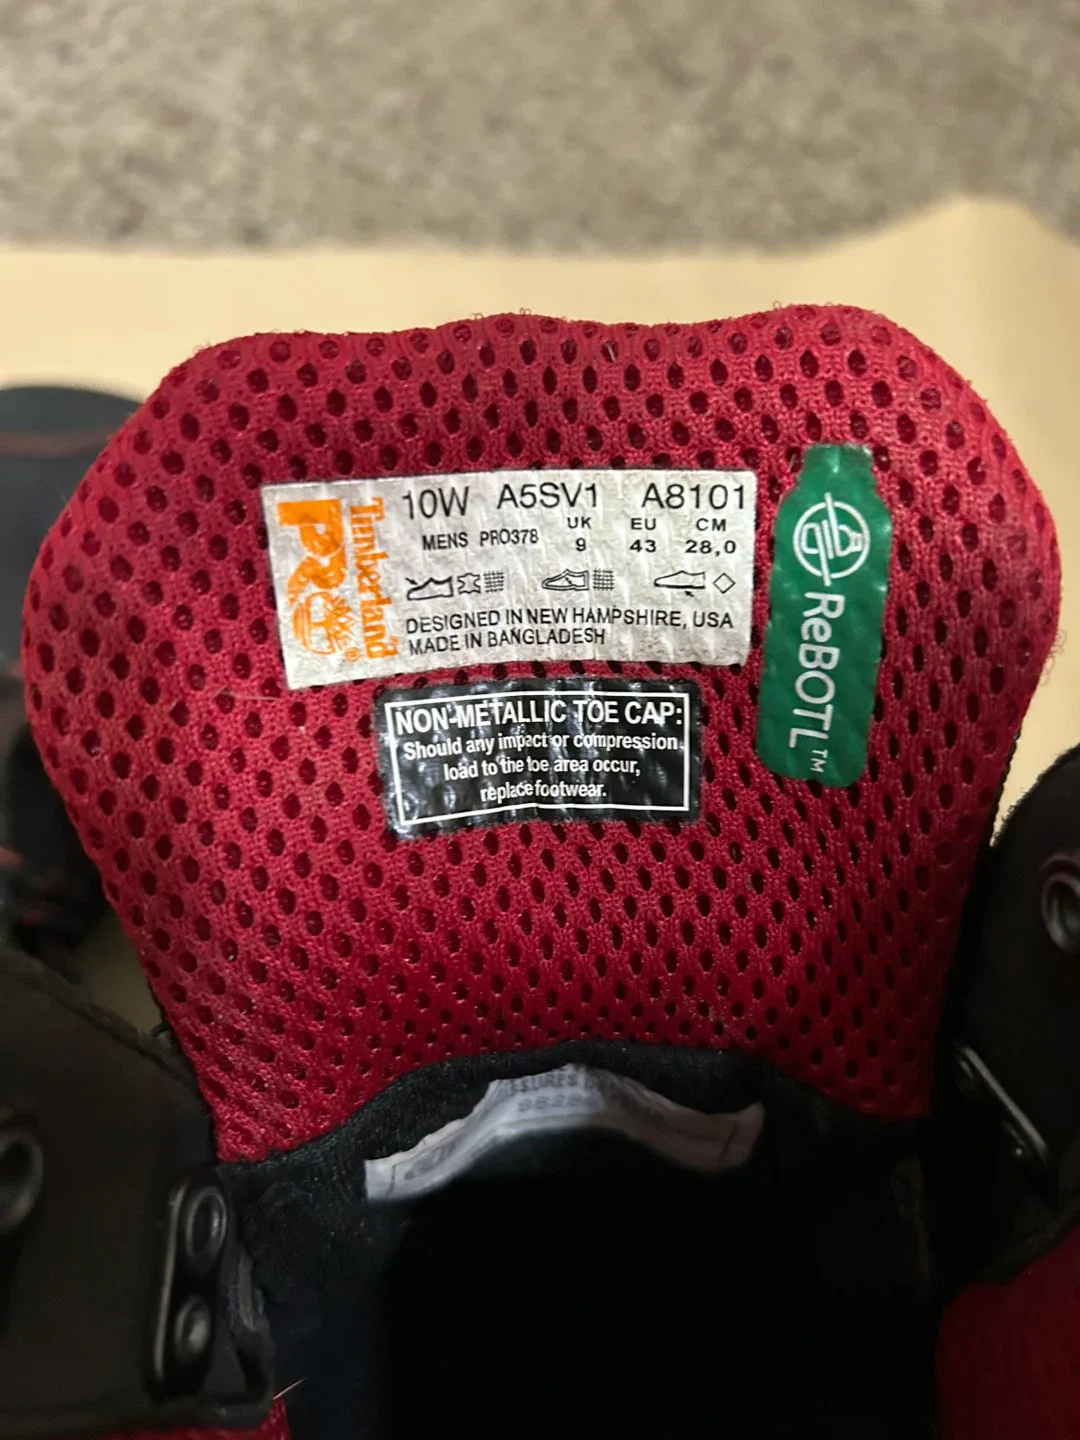 Timberland
PRO
®
10W A5SV1 A8101
UK EU CM
MENS PRO378 9 43 28,0
DESIGNED IN NEW HAMPSHIRE, USA
MADE IN BANGLADESH
ReBOTL™
NON-METALLIC TOE CAP:
Should any impact or compression
load to the toe area occur,
replace footwear.